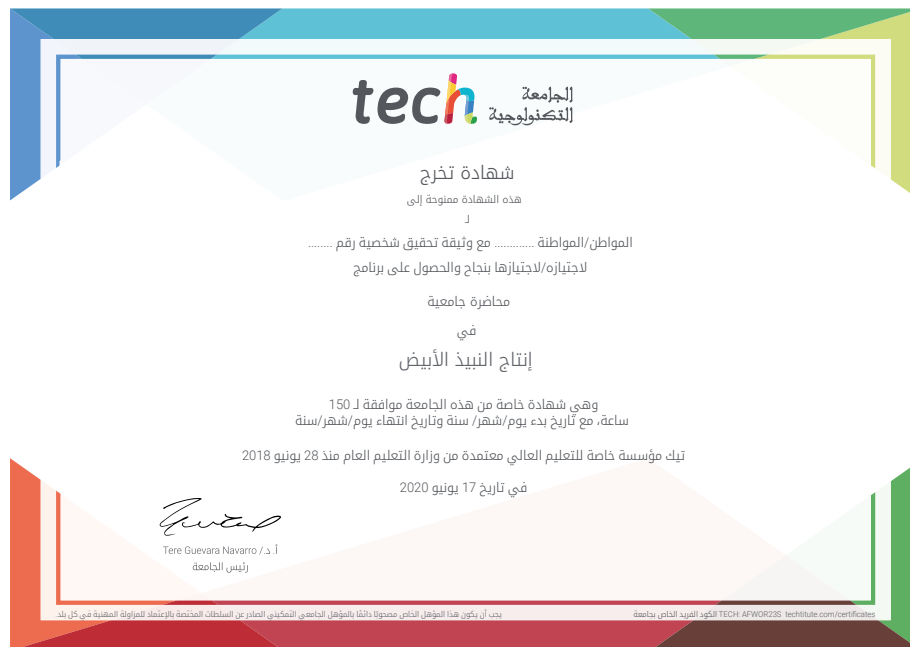 tech الجامعة
التكنولوجية
شهادة تخرج
هذه الشهادة ممنوحة إلى
لـ
المواطن/المواطنة ............. مع وثيقة تحقيق شخصية رقم ........
لاجتيازه/لاجتيازها بنجاح والحصول على برنامج
محاضرة جامعية
في
إنتاج النبيذ الأبيض
وهي شهادة خاصة من هذه الجامعة موافقة لـ 150
ساعة، مع تاريخ بدء يوم/شهر/ سنة وتاريخ انتهاء يوم/شهر/سنة
تيك مؤسسة خاصة للتعليم العالي معتمدة من وزارة التعليم العام منذ 28 يونيو 2018
في تاريخ 17 يونيو 2020
أ.د./ Tere Guevara Navarro
رئيس الجامعة
يجب أن يكون هذا المؤهل الخاص مصحوبًا دائمًا بالمؤهل الجامعي التمكيني الصادر عن السلطات المختصة بالإعتماد للمزاولة المهنية في كل بلد.
الكود الفريد الخاص بجامعة TECH: AFWOR23S techtitute.com/certificates